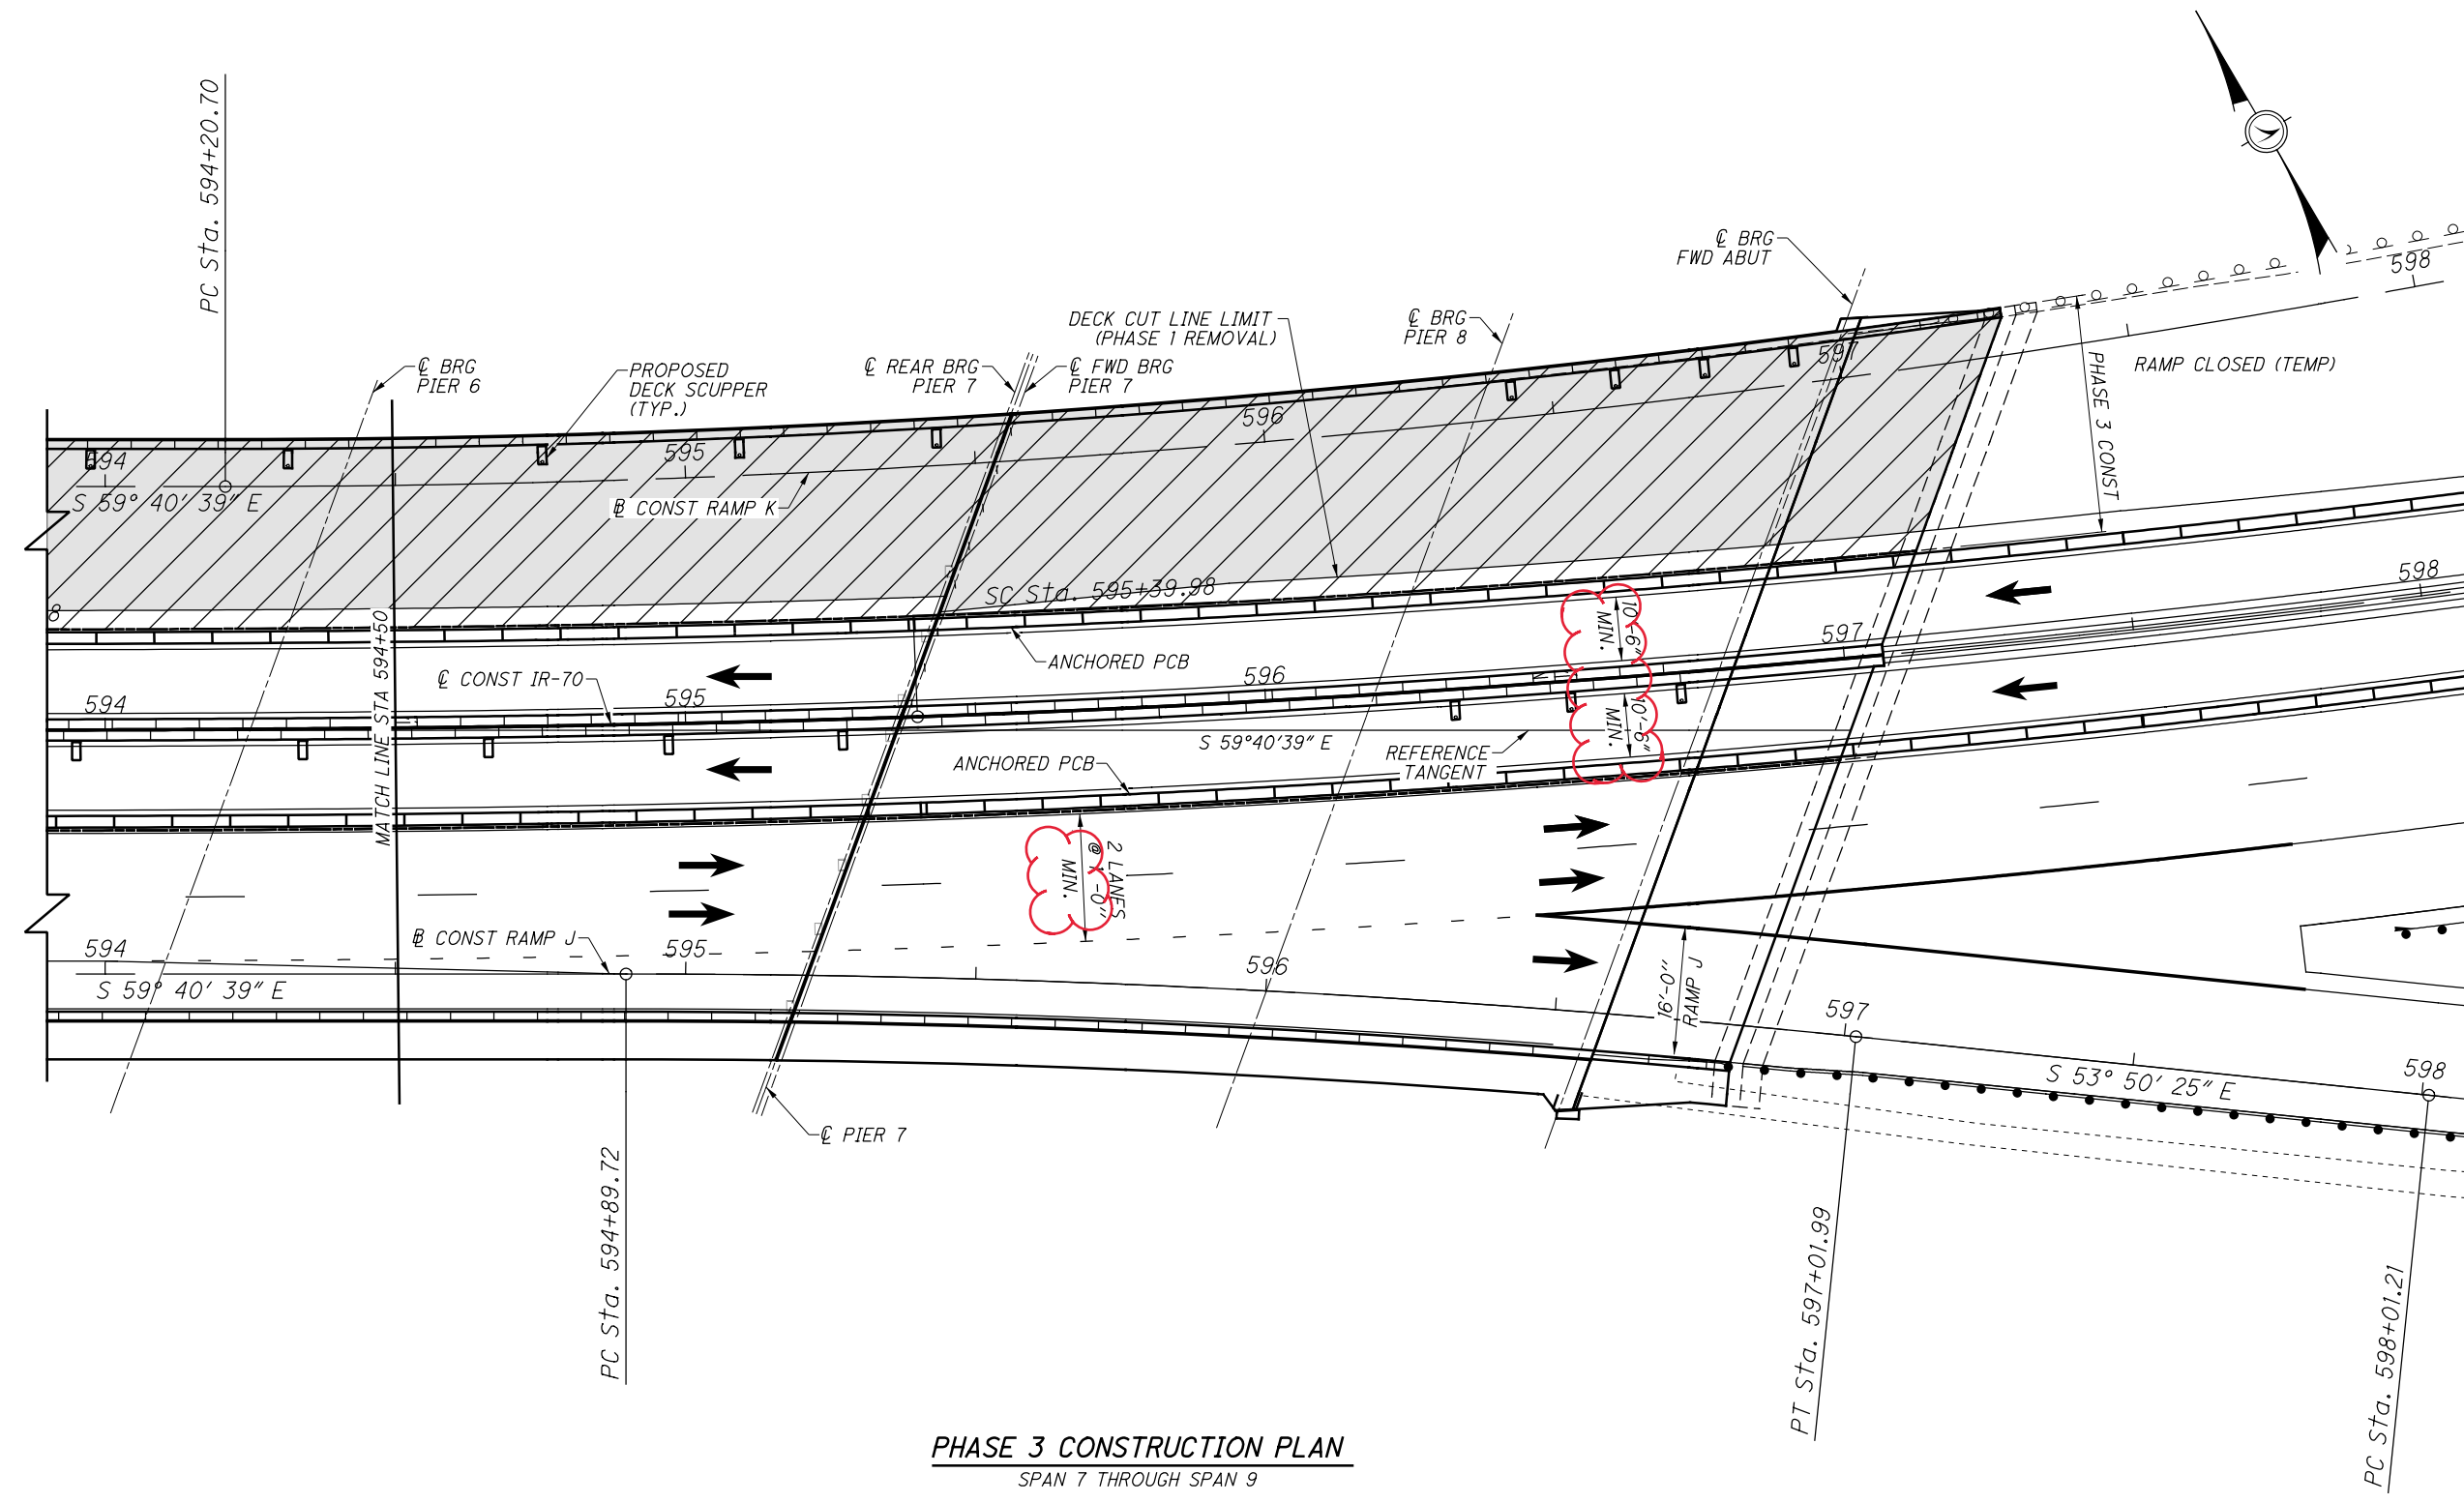 PC Sta. 594+20.70
℄ BRG
PIER 6
PROPOSED
DECK SCUPPER
(TYP.)
℄ REAR BRG
PIER 7
℄ FWD BRG
PIER 7
DECK CUT LINE LIMIT
(PHASE 1 REMOVAL)
℄ BRG
PIER 8
℄ BRG
FWD ABUT
598
RAMP CLOSED (TEMP)
PHASE 3 CONST
594
595
596
597
S 59° 40' 39" E
B CONST RAMP K
8
SC Sta. 595+39.98
MATCH LINE STA 594+50
ANCHORED PCB
10'-6"
MIN.
℄ CONST IR-70
594
595
596
597
598
S 59°40'39" E
REFERENCE
TANGENT
10'-6"
MIN.
ANCHORED PCB
2 LANES
MIN.
B CONST RAMP J
594
595
596
597
598
S 59° 40' 39" E
16'-0"
RAMP J
S 53° 50' 25" E
℄ PIER 7
PC Sta. 594+89.72
PT Sta. 597+01.99
PC Sta. 598+01.21
PHASE 3 CONSTRUCTION PLAN
SPAN 7 THROUGH SPAN 9